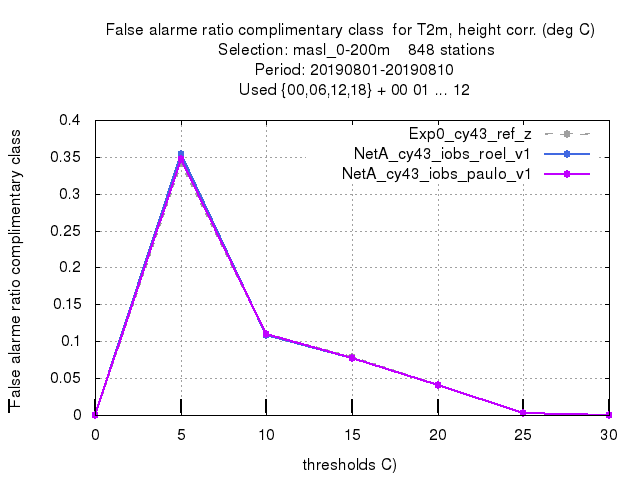 False alarme ratio complimentary class  for T2m, height corr. (deg C)
Selection: masl_0-200m    848 stations
Period: 20190801-20190810
Used {00,06,12,18} + 00 01 ... 12
Exp0_cy43_ref_z
NetA_cy43_iobs_roel_v1
NetA_cy43_iobs_paulo_v1
False alarme ratio complimentary class
0.4
0.35
0.3
0.25
0.2
0.15
0.1
0.05
0
0 5 10 15 20 25 30
thresholds C)